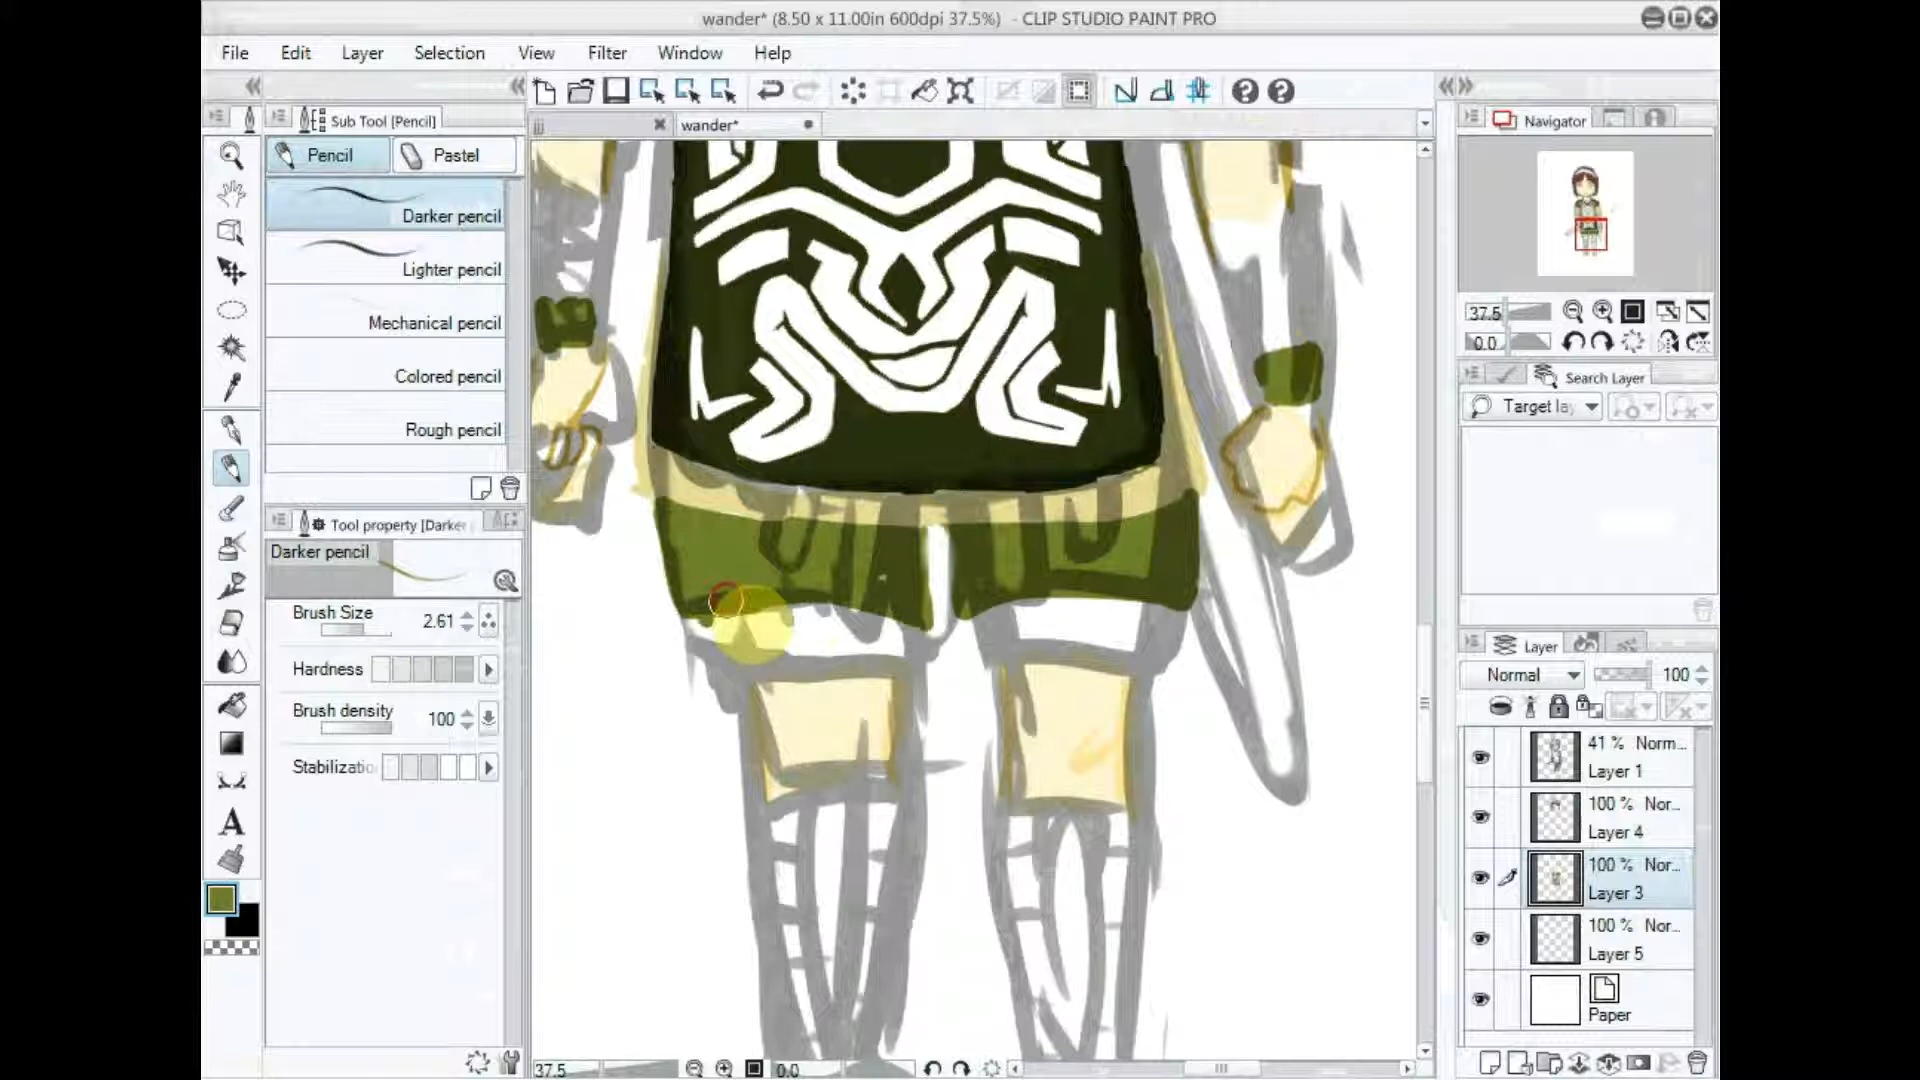 wander* (8.50 x 11.00in 600dpi 37.5%) - CLIP STUDIO PAINT PRO
File Edit Layer Selection View Filter Window Help
Sub Tool [Pencil]
wander*
Navigator
Pencil Pastel
Darker pencil
Lighter pencil
Mechanical pencil
Colored pencil
Rough pencil
37.5
0.0
Search Layer
Target la
Tool property [Darker
Darker pencil
Brush Size 2.61
Hardness
Brush density 100
Stabilizatio
Layer
Normal 100
41 % Norm...
Layer 1
100 % Nor...
Layer 4
100 % Nor...
Layer 3
100 % Nor...
Layer 5
Paper
A
37.5 0.0